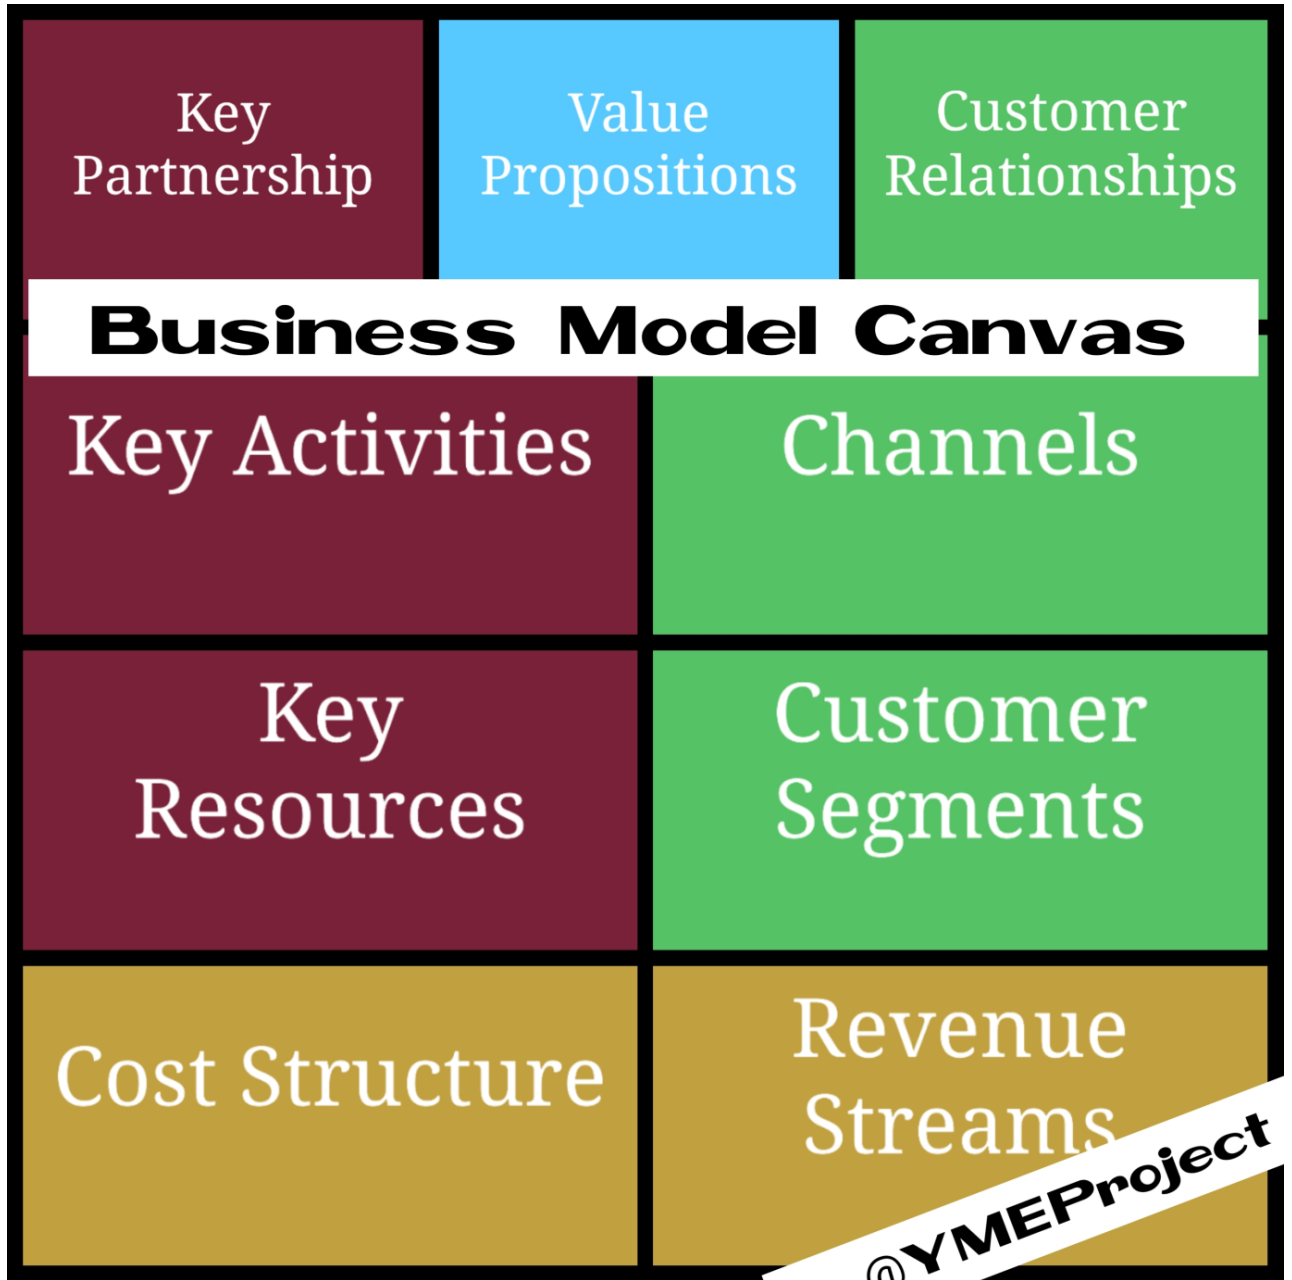 Key
Partnership
Value
Propositions
Customer
Relationships
Business Model Canvas
Key Activities
Channels
Key
Resources
Customer
Segments
Cost Structure
Revenue
Streams
@YMEProject